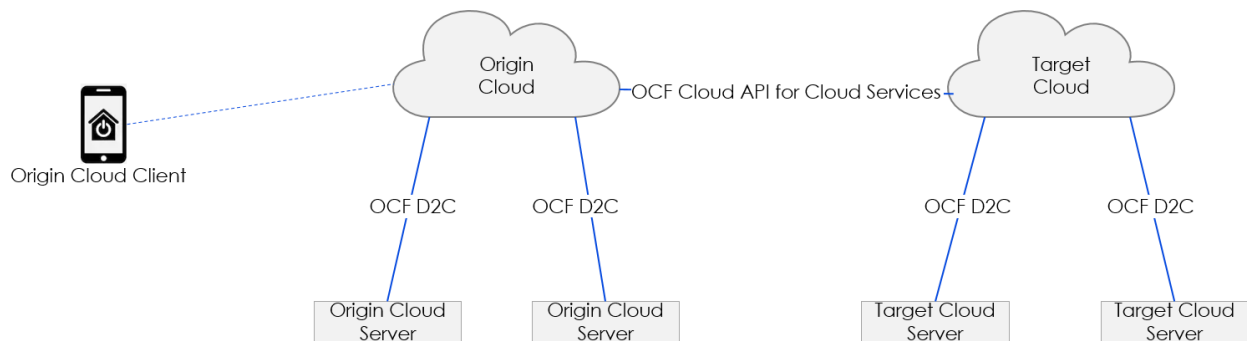 Origin
Cloud
Target
Cloud
OCF Cloud API for Cloud Services
Origin Cloud Client
OCF D2C
OCF D2C
OCF D2C
OCF D2C
Origin Cloud
Server
Origin Cloud
Server
Target Cloud
Server
Target Cloud
Server